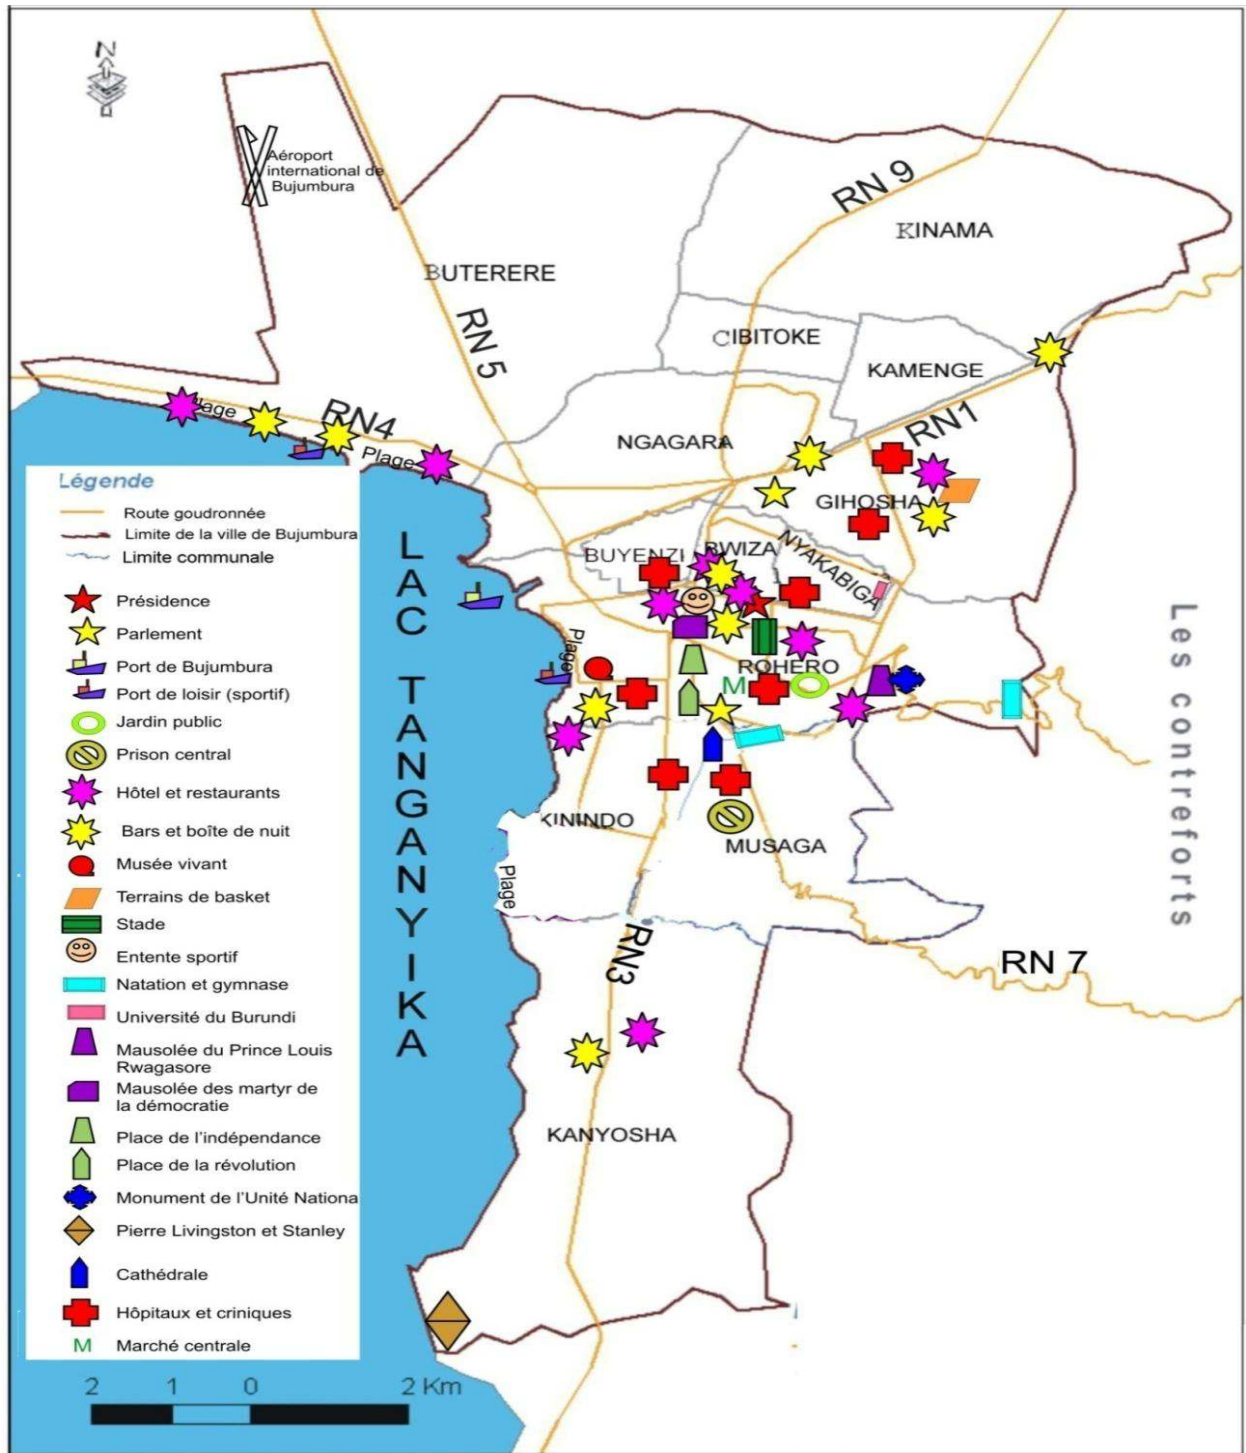 N
Aéroport
international de
Bujumbura
RN 9
KINAMA
BUTERERE
RN 5
CIBITOKE
KAMENGE
Plage
RN4
RN1
NGAGARA
Plage
GIHOSHA
BUYENZI
BWIZA
NYAKABIGA
Plage
ROHERO
M
KININDO
MUSAGA
Plage
RN3
RN 7
KANYOSHA
LAC TANGANYIKA
Les contreforts
Légende
Route goudronnée
Limite de la ville de Bujumbura
Limite communale
Présidence
Parlement
Port de Bujumbura
Port de loisir (sportif)
Jardin public
Prison central
Hôtel et restaurants
Bars et boîte de nuit
Musée vivant
Terrains de basket
Stade
Entente sportif
Natation et gymnase
Université du Burundi
Mausolée du Prince Louis
Rwagasore
Mausolée des martyr de
la démocratie
Place de l'indépendance
Place de la révolution
Monument de l'Unité Nationa
Pierre Livingston et Stanley
Cathédrale
Hôpitaux et criniques
M Marché centrale
2 1 0 2 Km